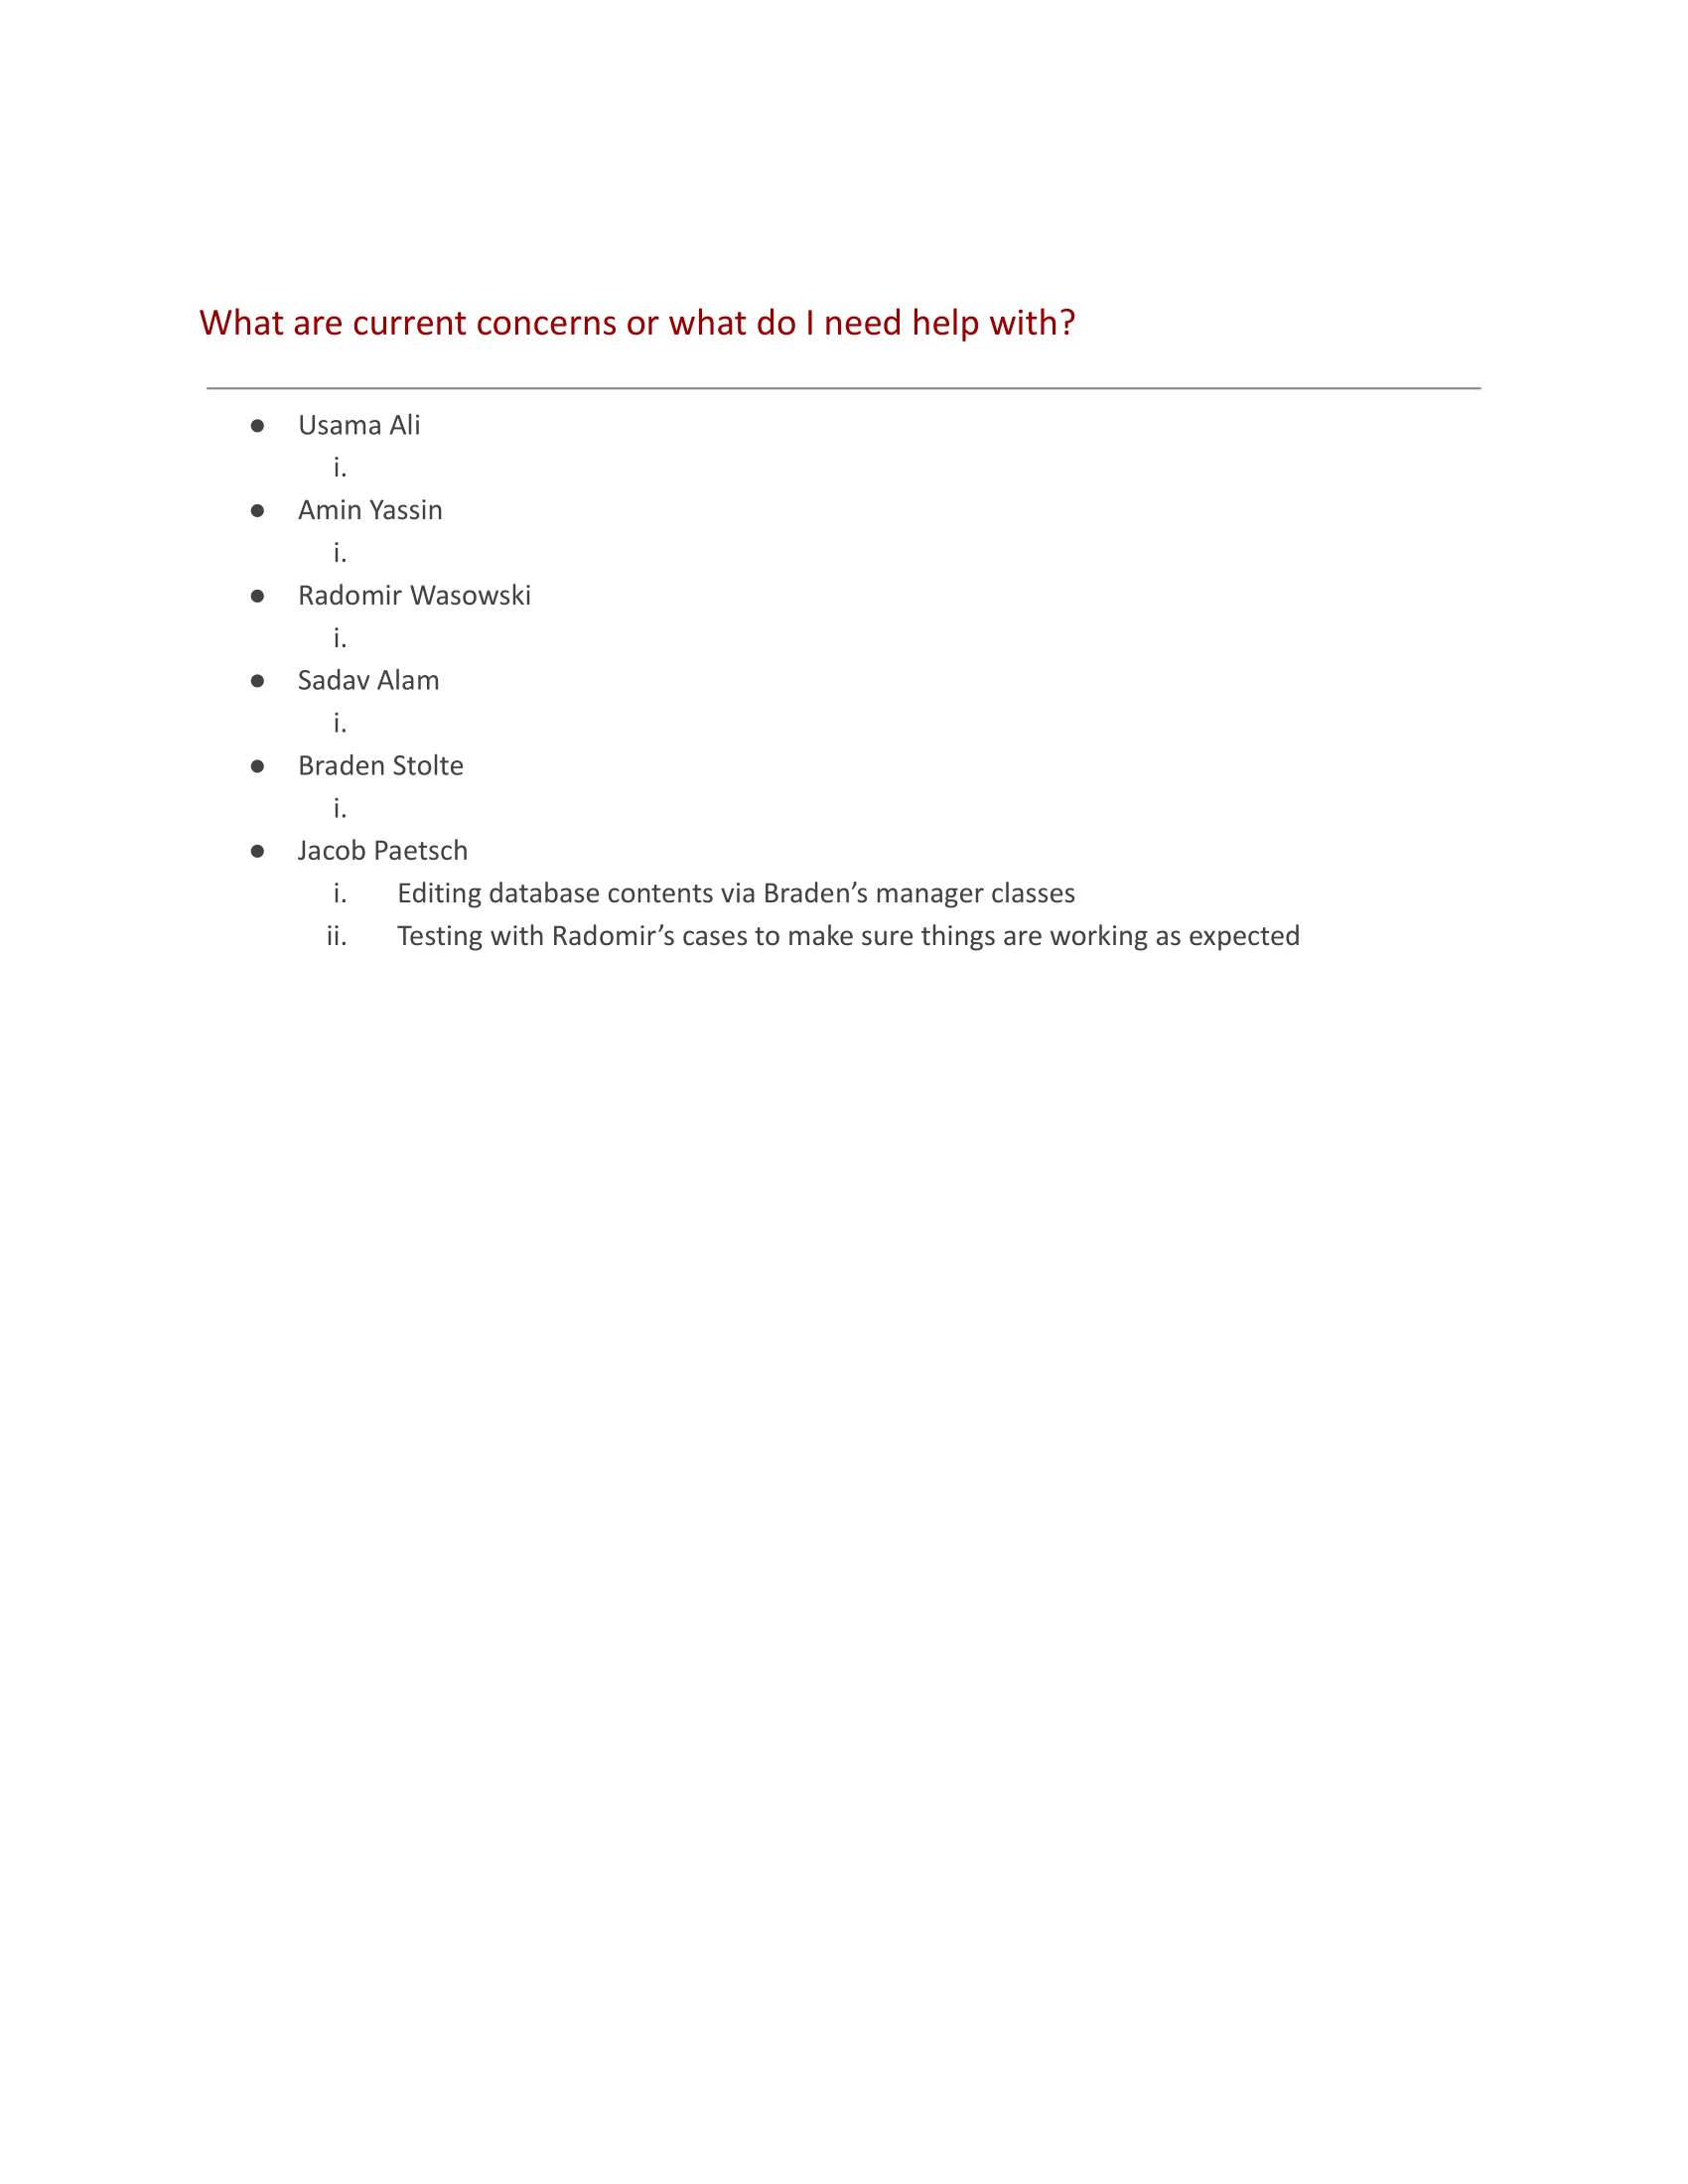 What are current concerns or what do I need help with?
● Usama Ali
i.
● Amin Yassin
i.
● Radomir Wasowski
i.
● Sadav Alam
i.
● Braden Stolte
i.
● Jacob Paetsch
i. Editing database contents via Braden’s manager classes
ii. Testing with Radomir’s cases to make sure things are working as expected